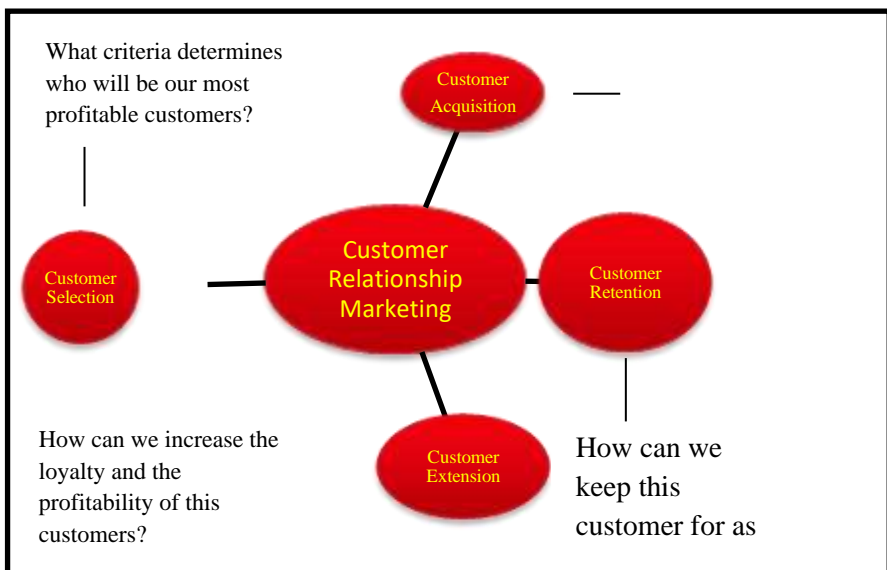 What criteria determines
who will be our most
profitable customers?
Customer
Acquisition
Customer
Selection
Customer
Relationship
Marketing
Customer
Retention
How can we increase the
loyalty and the
profitability of this
customers?
Customer
Extension
How can we
keep this
customer for as